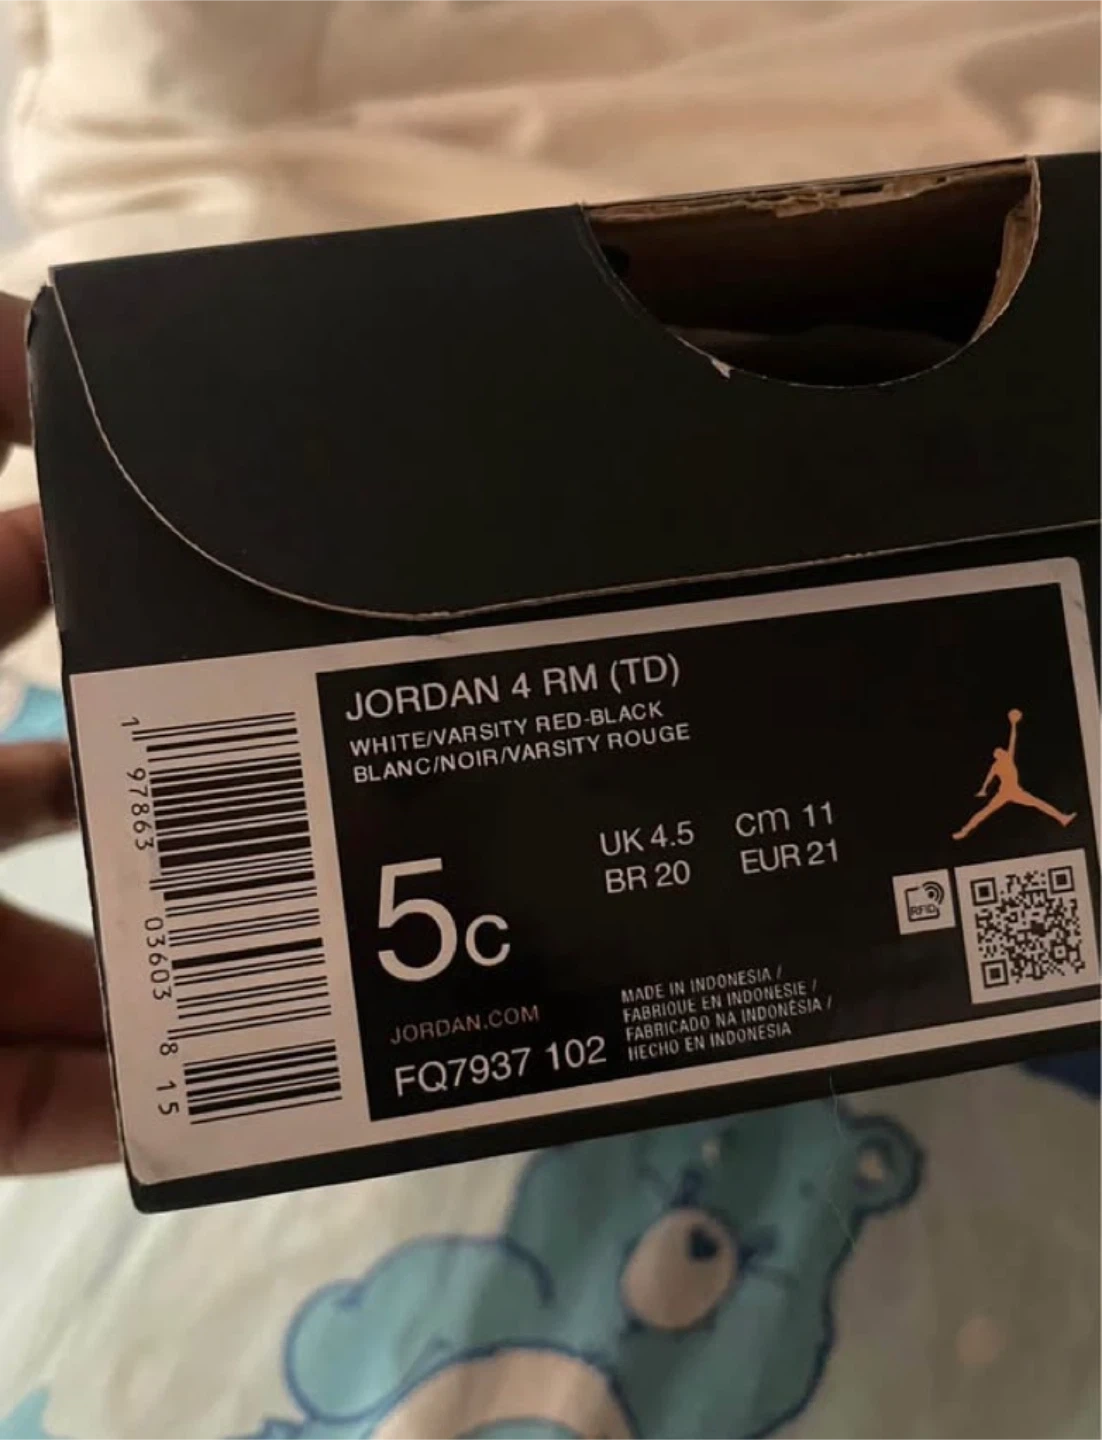 JORDAN 4 RM (TD)
WHITE/VARSITY RED-BLACK
BLANC/NOIR/VARSITY ROUGE
UK 4.5 cm 11
BR 20 EUR 21
5c
RFID
JORDAN.COM
FQ7937 102
MADE IN INDONESIA /
FABRIQUE EN INDONESIE /
FABRICADO NA INDONÉSIA /
HECHO EN INDONESIA
1 97863 03603 8 15